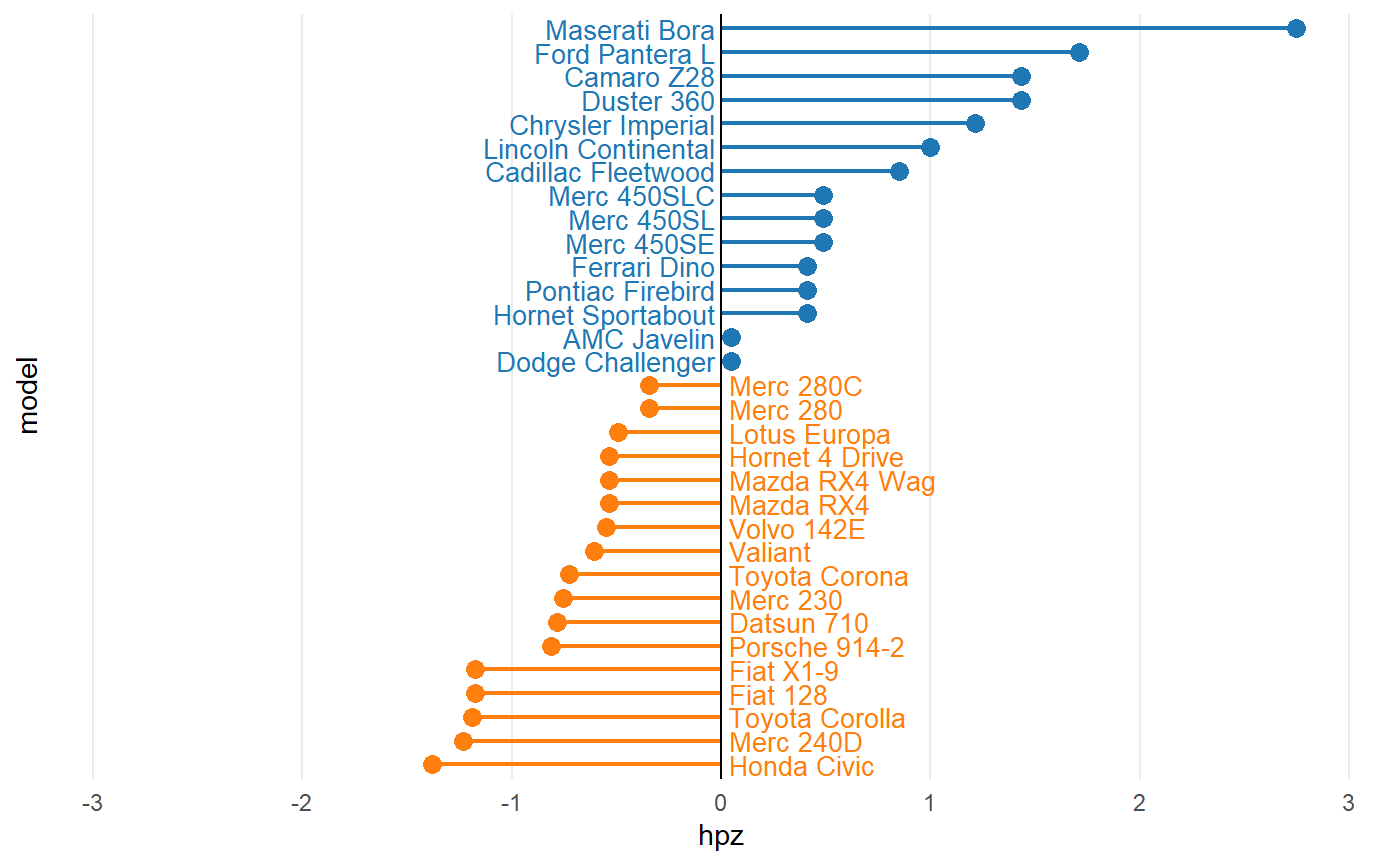 Maserati Bora
Ford Pantera L
Camaro Z28
Duster 360
Chrysler Imperial
Lincoln Continental
Cadillac Fleetwood
Merc 450SLC
Merc 450SL
Merc 450SE
Ferrari Dino
Pontiac Firebird
Hornet Sportabout
AMC Javelin
Dodge Challenger
model
Merc 280C
Merc 280
Lotus Europa
Hornet 4 Drive
Mazda RX4 Wag
Mazda RX4
Volvo 142E
Valiant
Toyota Corona
Merc 230
Datsun 710
Porsche 914-2
Fiat X1-9
Fiat 128
Toyota Corolla
Merc 240D
Honda Civic
-3 -2 -1 0 1 2 3
hpz